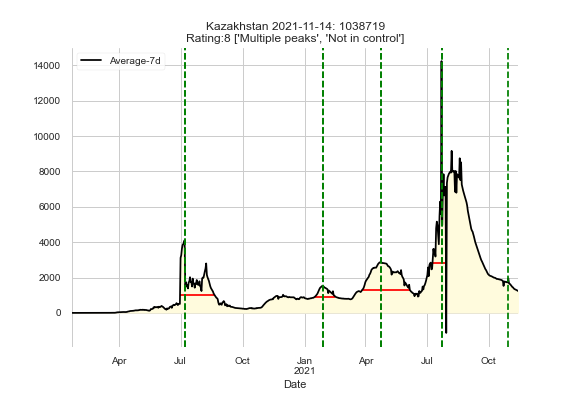 Kazakhstan 2021-11-14: 1038719
Rating:8 ['Multiple peaks', 'Not in control']
Average-7d
14000
12000
10000
8000
6000
4000
2000
0
Apr Jul Oct Jan Apr Jul Oct
2021
Date